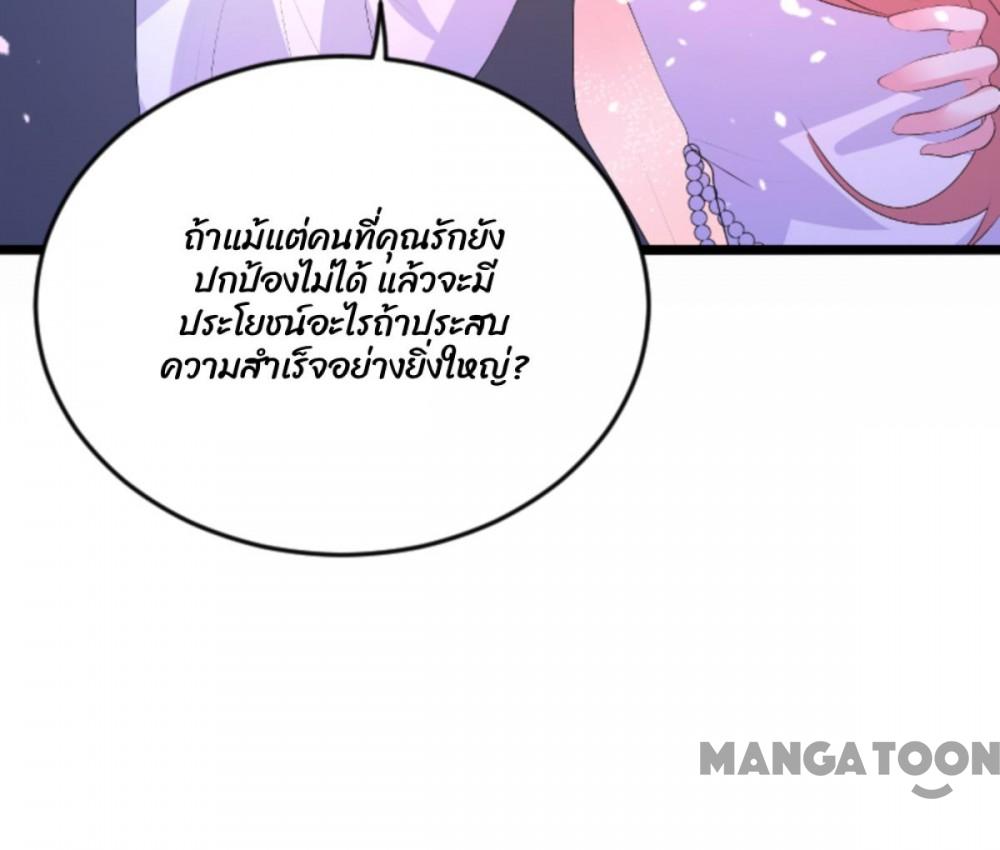 ถ้าแม้แต่คนที่คุณรักยัง
ปกป้องไม่ได้ แล้วจะมี
ประโยชน์อะไรถ้าประสบ
ความสำเร็จอย่างยิ่งใหญ่?
MANGATOON